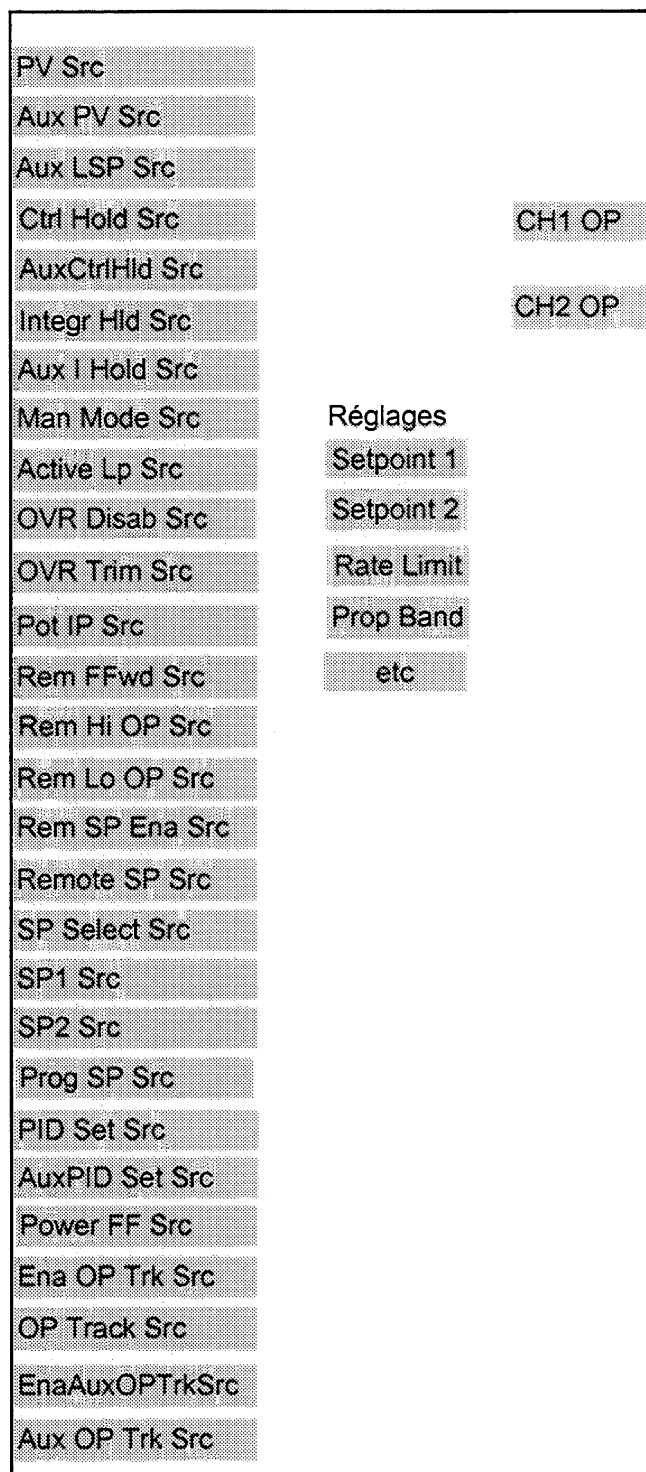 PV Src
Aux PV Src
Aux LSP Src
Ctrl Hold Src
AuxCtrlHld Src
Integr Hld Src
Aux I Hold Src
Man Mode Src
Active Lp Src
OVR Disab Src
OVR Trim Src
Pot IP Src
Rem FFwd Src
Rem Hi OP Src
Rem Lo OP Src
Rem SP Ena Src
Remote SP Src
SP Select Src
SP1 Src
SP2 Src
Prog SP Src
PID Set Src
AuxPID Set Src
Power FF Src
Ena OP Trk Src
OP Track Src
EnaAuxOPTrkSrc
Aux OP Trk Src
Réglages
Setpoint 1
Setpoint 2
Rate Limit
Prop Band
etc
CH1 OP
CH2 OP